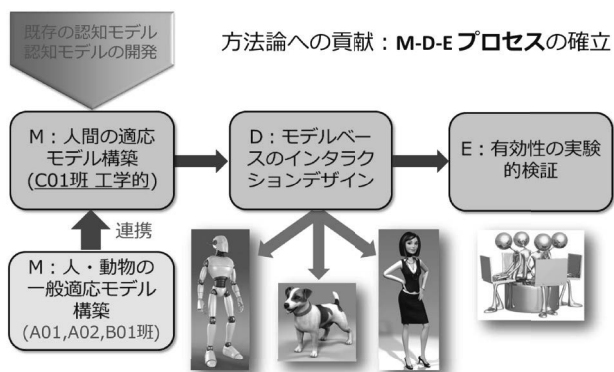 既存の認知モデル
認知モデルの開発
方法論への貢献：M-D-E プロセスの確立
M：人間の適応
モデル構築
(C01班 工学的)
D：モデルベー
スのインタラク
ションデザイン
E：有効性の実験
的検証
連携
M：人・動物の
一般適応モデル
構築
(A01,A02,B01班)